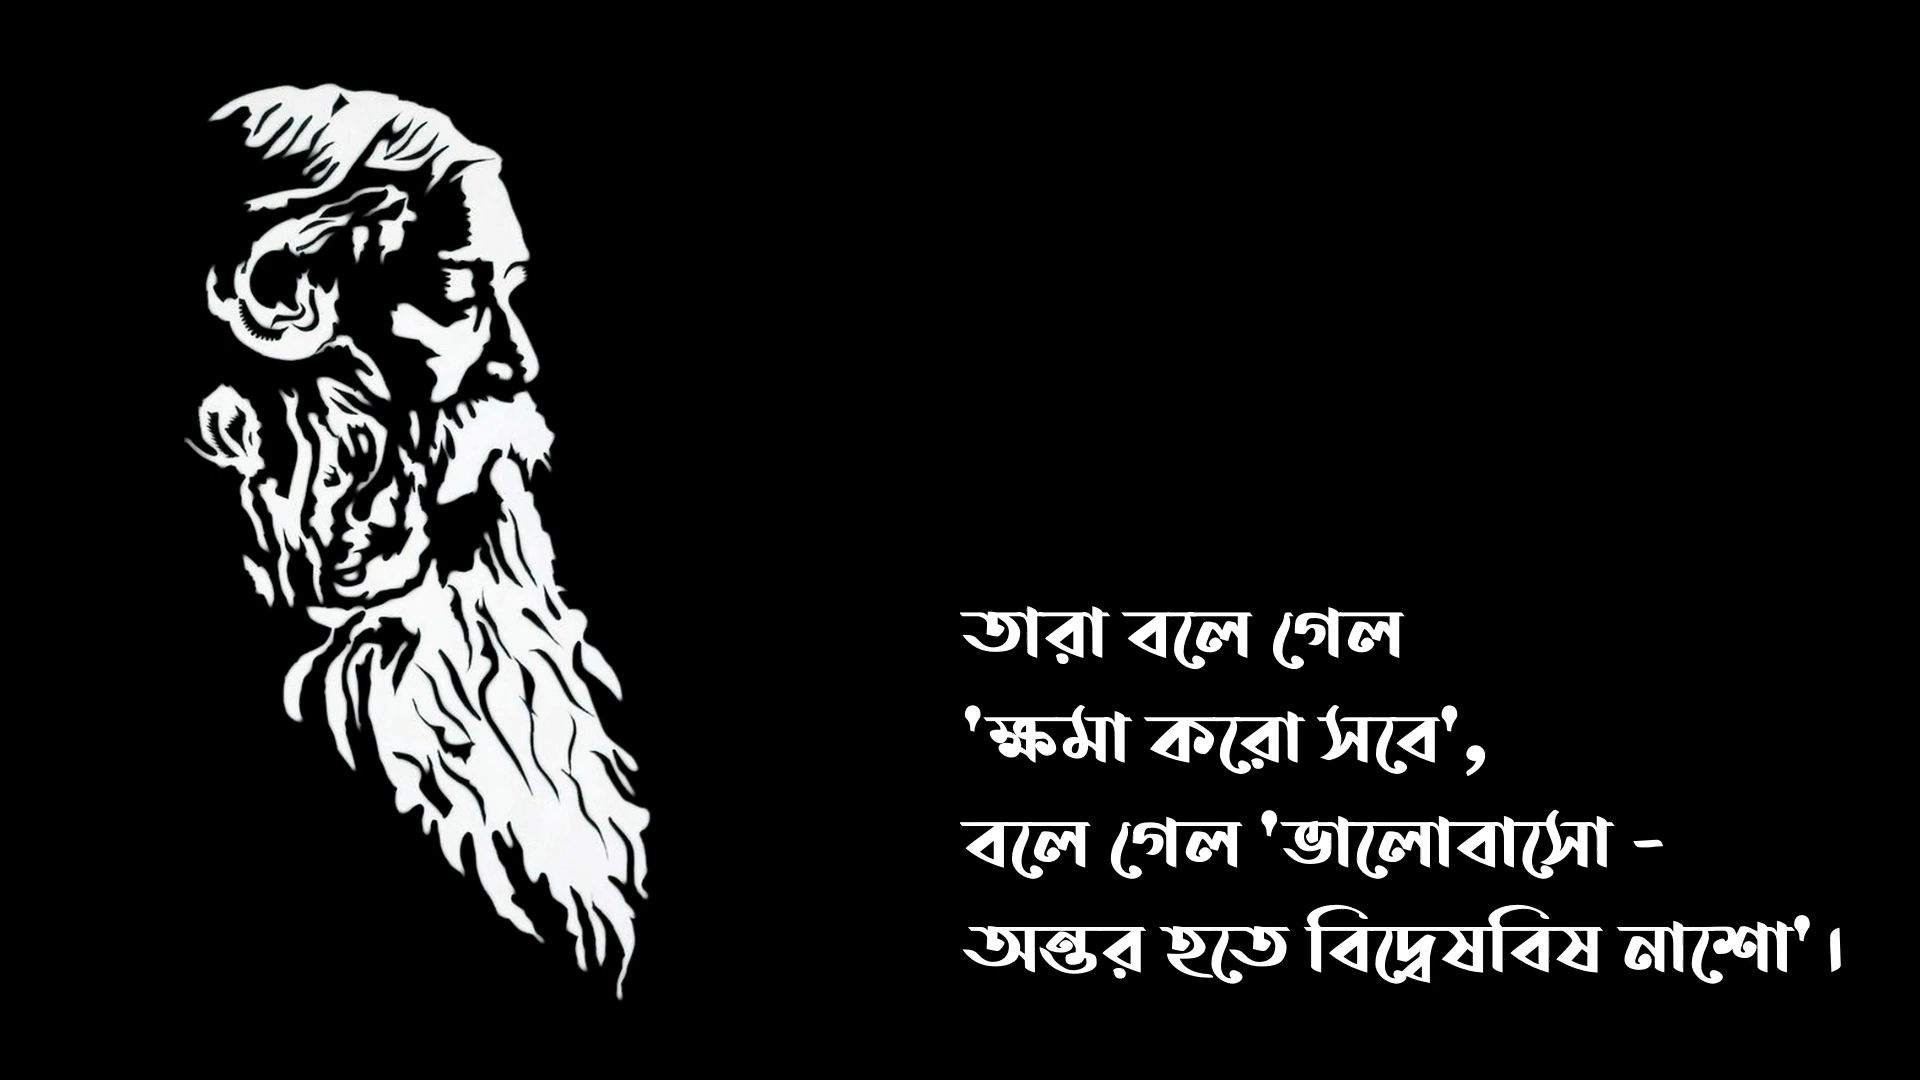 তারা বলে গেল
'ক্ষমা করো সবে',
বলে গেল 'ভালোবাসো -
অন্তর হতে বিদ্বেষবিষ নাশো'।